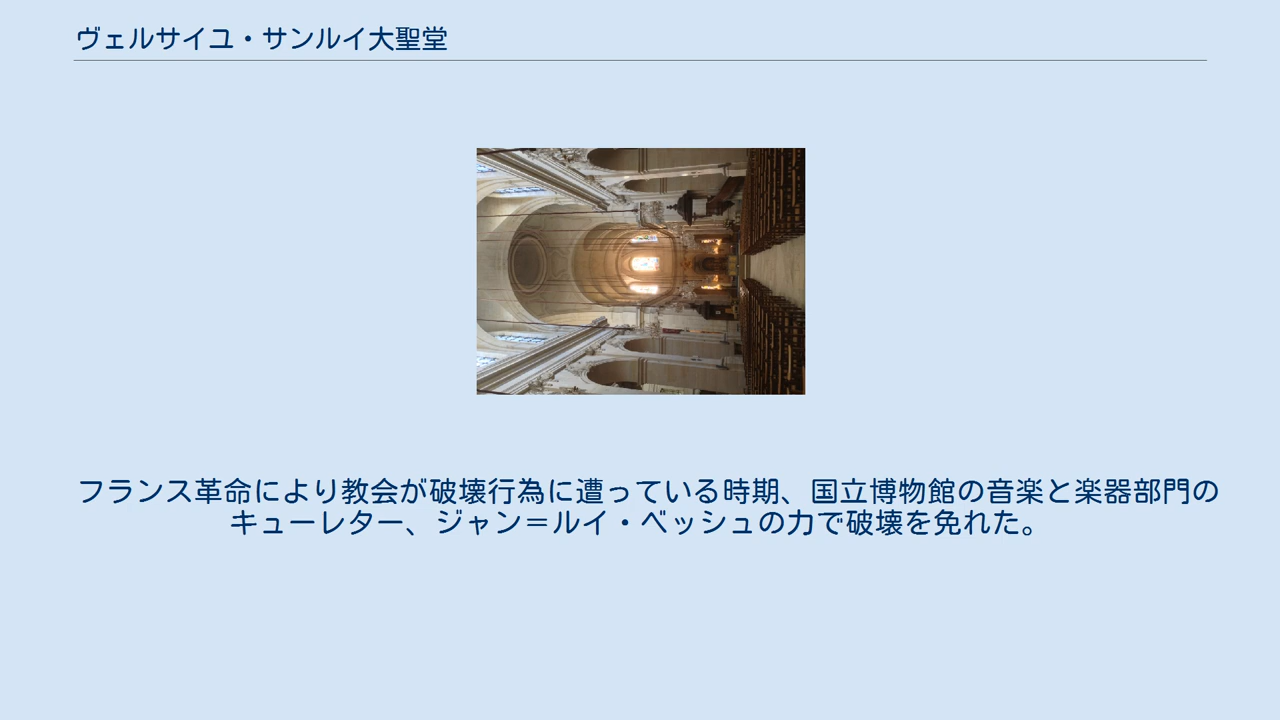 ヴェルサイユ・サンルイ大聖堂
フランス革命により教会が破壊行為に遭っている時期、国立博物館の音楽と楽器部門の
キューレター、ジャン＝ルイ・ベッシュの力で破壊を免れた。